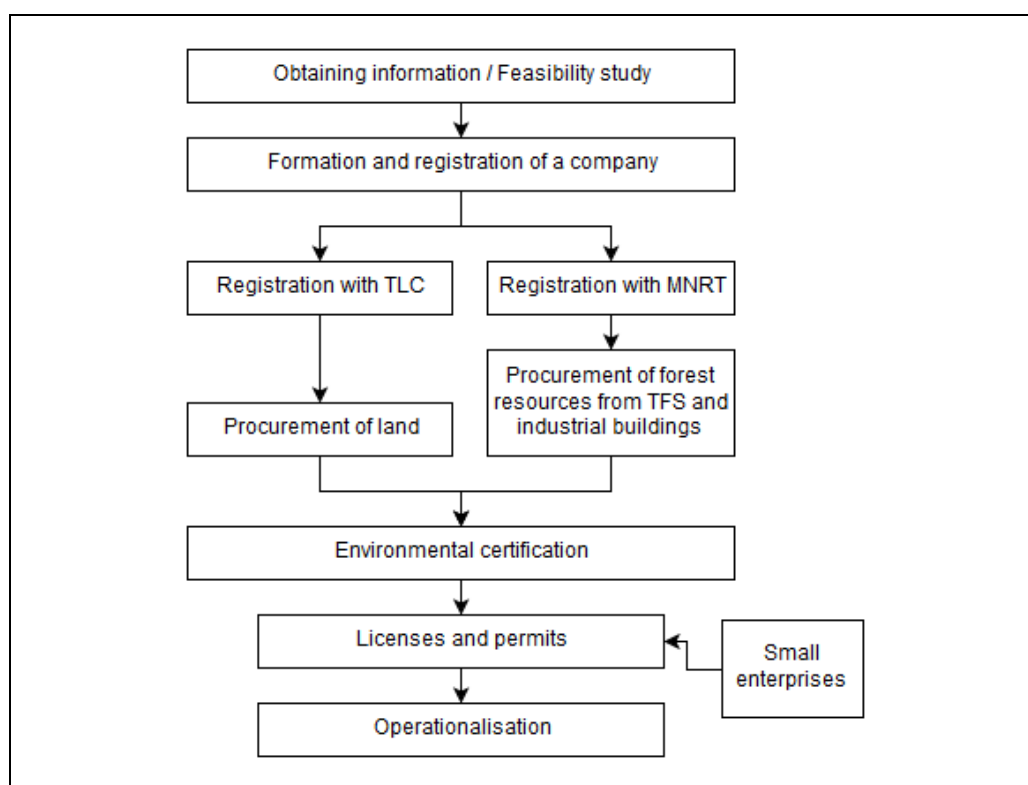 Obtaining information / Feasibility study
Formation and registration of a company
Registration with TLC
Registration with MNRT
Procurement of forest
resources from TFS and
industrial buildings
Procurement of land
Environmental certification
Licenses and permits
Small
enterprises
Operationalisation